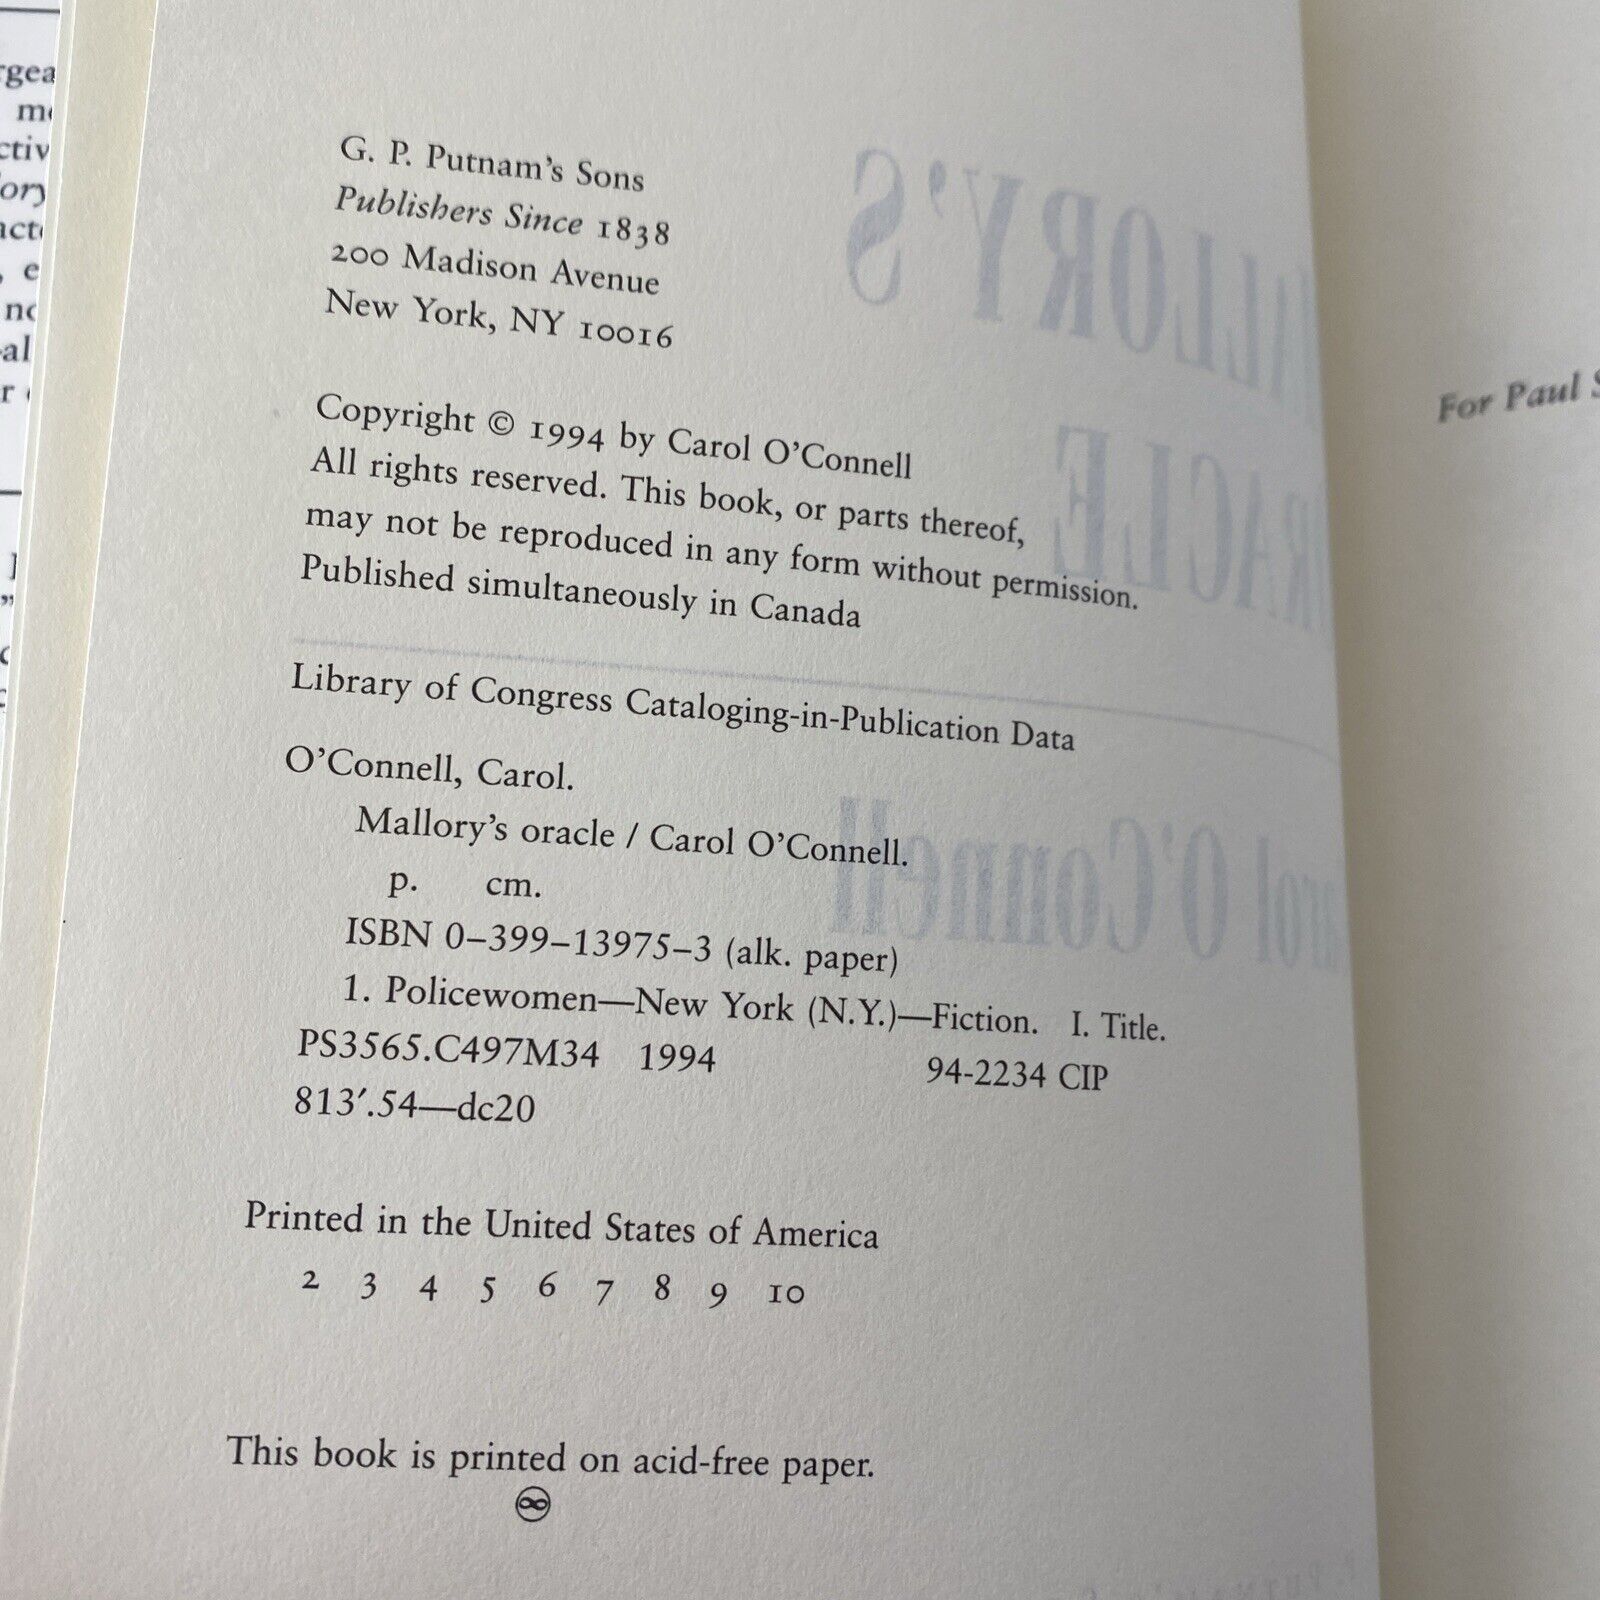 G. P. Putnam's Sons
Publishers Since 1838
200 Madison Avenue
New York, NY 10016
Copyright © 1994 by Carol O'Connell
All rights reserved. This book, or parts thereof,
may not be reproduced in any form without permission.
Published simultaneously in Canada
Library of Congress Cataloging-in-Publication Data
O'Connell, Carol.
Mallory's oracle / Carol O'Connell.
p. cm.
ISBN 0–399–13975–3 (alk. paper)
1. Policewomen—New York (N.Y.)—Fiction. I. Title.
PS3565.C497M34 1994 94-2234 CIP
813′.54—dc20
Printed in the United States of America
2 3 4 5 6 7 8 9 10
This book is printed on acid-free paper.
♾
For Paul